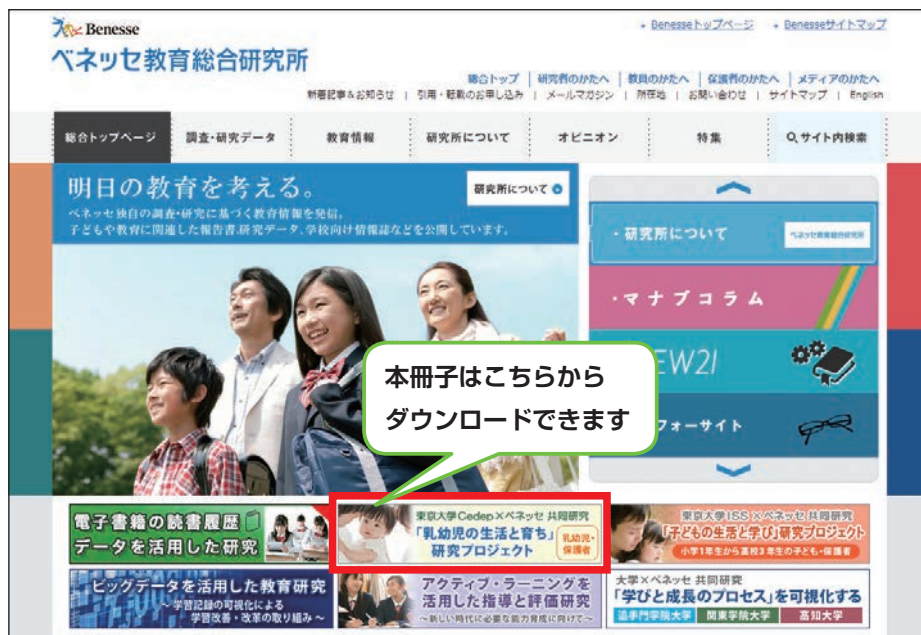 Benesse
・Benesseトップページ ・Benesseサイトマップ
ベネッセ教育総合研究所
総合トップ | 研究者のかたへ | 教員のかたへ | 保護者のかたへ | メディアのかたへ
新着記事&お知らせ | 引用・転載のお申し込み | メールマガジン | 所在地 | お問い合わせ | サイトマップ | English
総合トップページ 調査・研究データ 教育情報 研究所について オピニオン 特集 サイト内検索
明日の教育を考える。
研究所について
ベネッセ独自の調査・研究に基づく教育情報を発信。
子どもや教育に関連した報告書、研究データ、学校向け情報誌などを公開しています。
・研究所について
ベネッセ教育総合研究所
・マナブコラム
EW21
フォーサイト
本冊子はこちらから
ダウンロードできます
電子書籍の読書履歴
データを活用した研究
東京大学Cedep×ベネッセ 共同研究
「乳幼児の生活と育ち」
研究プロジェクト
乳幼児・
保護者
東京大学ISS×ベネッセ 共同研究
「子どもの生活と学び」研究プロジェクト
小学1年生から高校3年生の子ども・保護者
ビッグデータを活用した教育研究
~学習記録の可視化による
学習改善・改革の取り組み~
アクティブ・ラーニングを
活用した指導と評価研究
~新しい時代に必要な能力育成に向けて~
大学×ベネッセ 共同研究
「学びと成長のプロセス」を可視化する
追手門学院大学 関東学院大学 高知大学